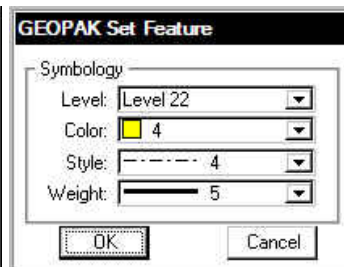 GEOPAK Set Feature
Symbology
Level: Level 22
Color: 4
Style: 4
Weight: 5
OK Cancel